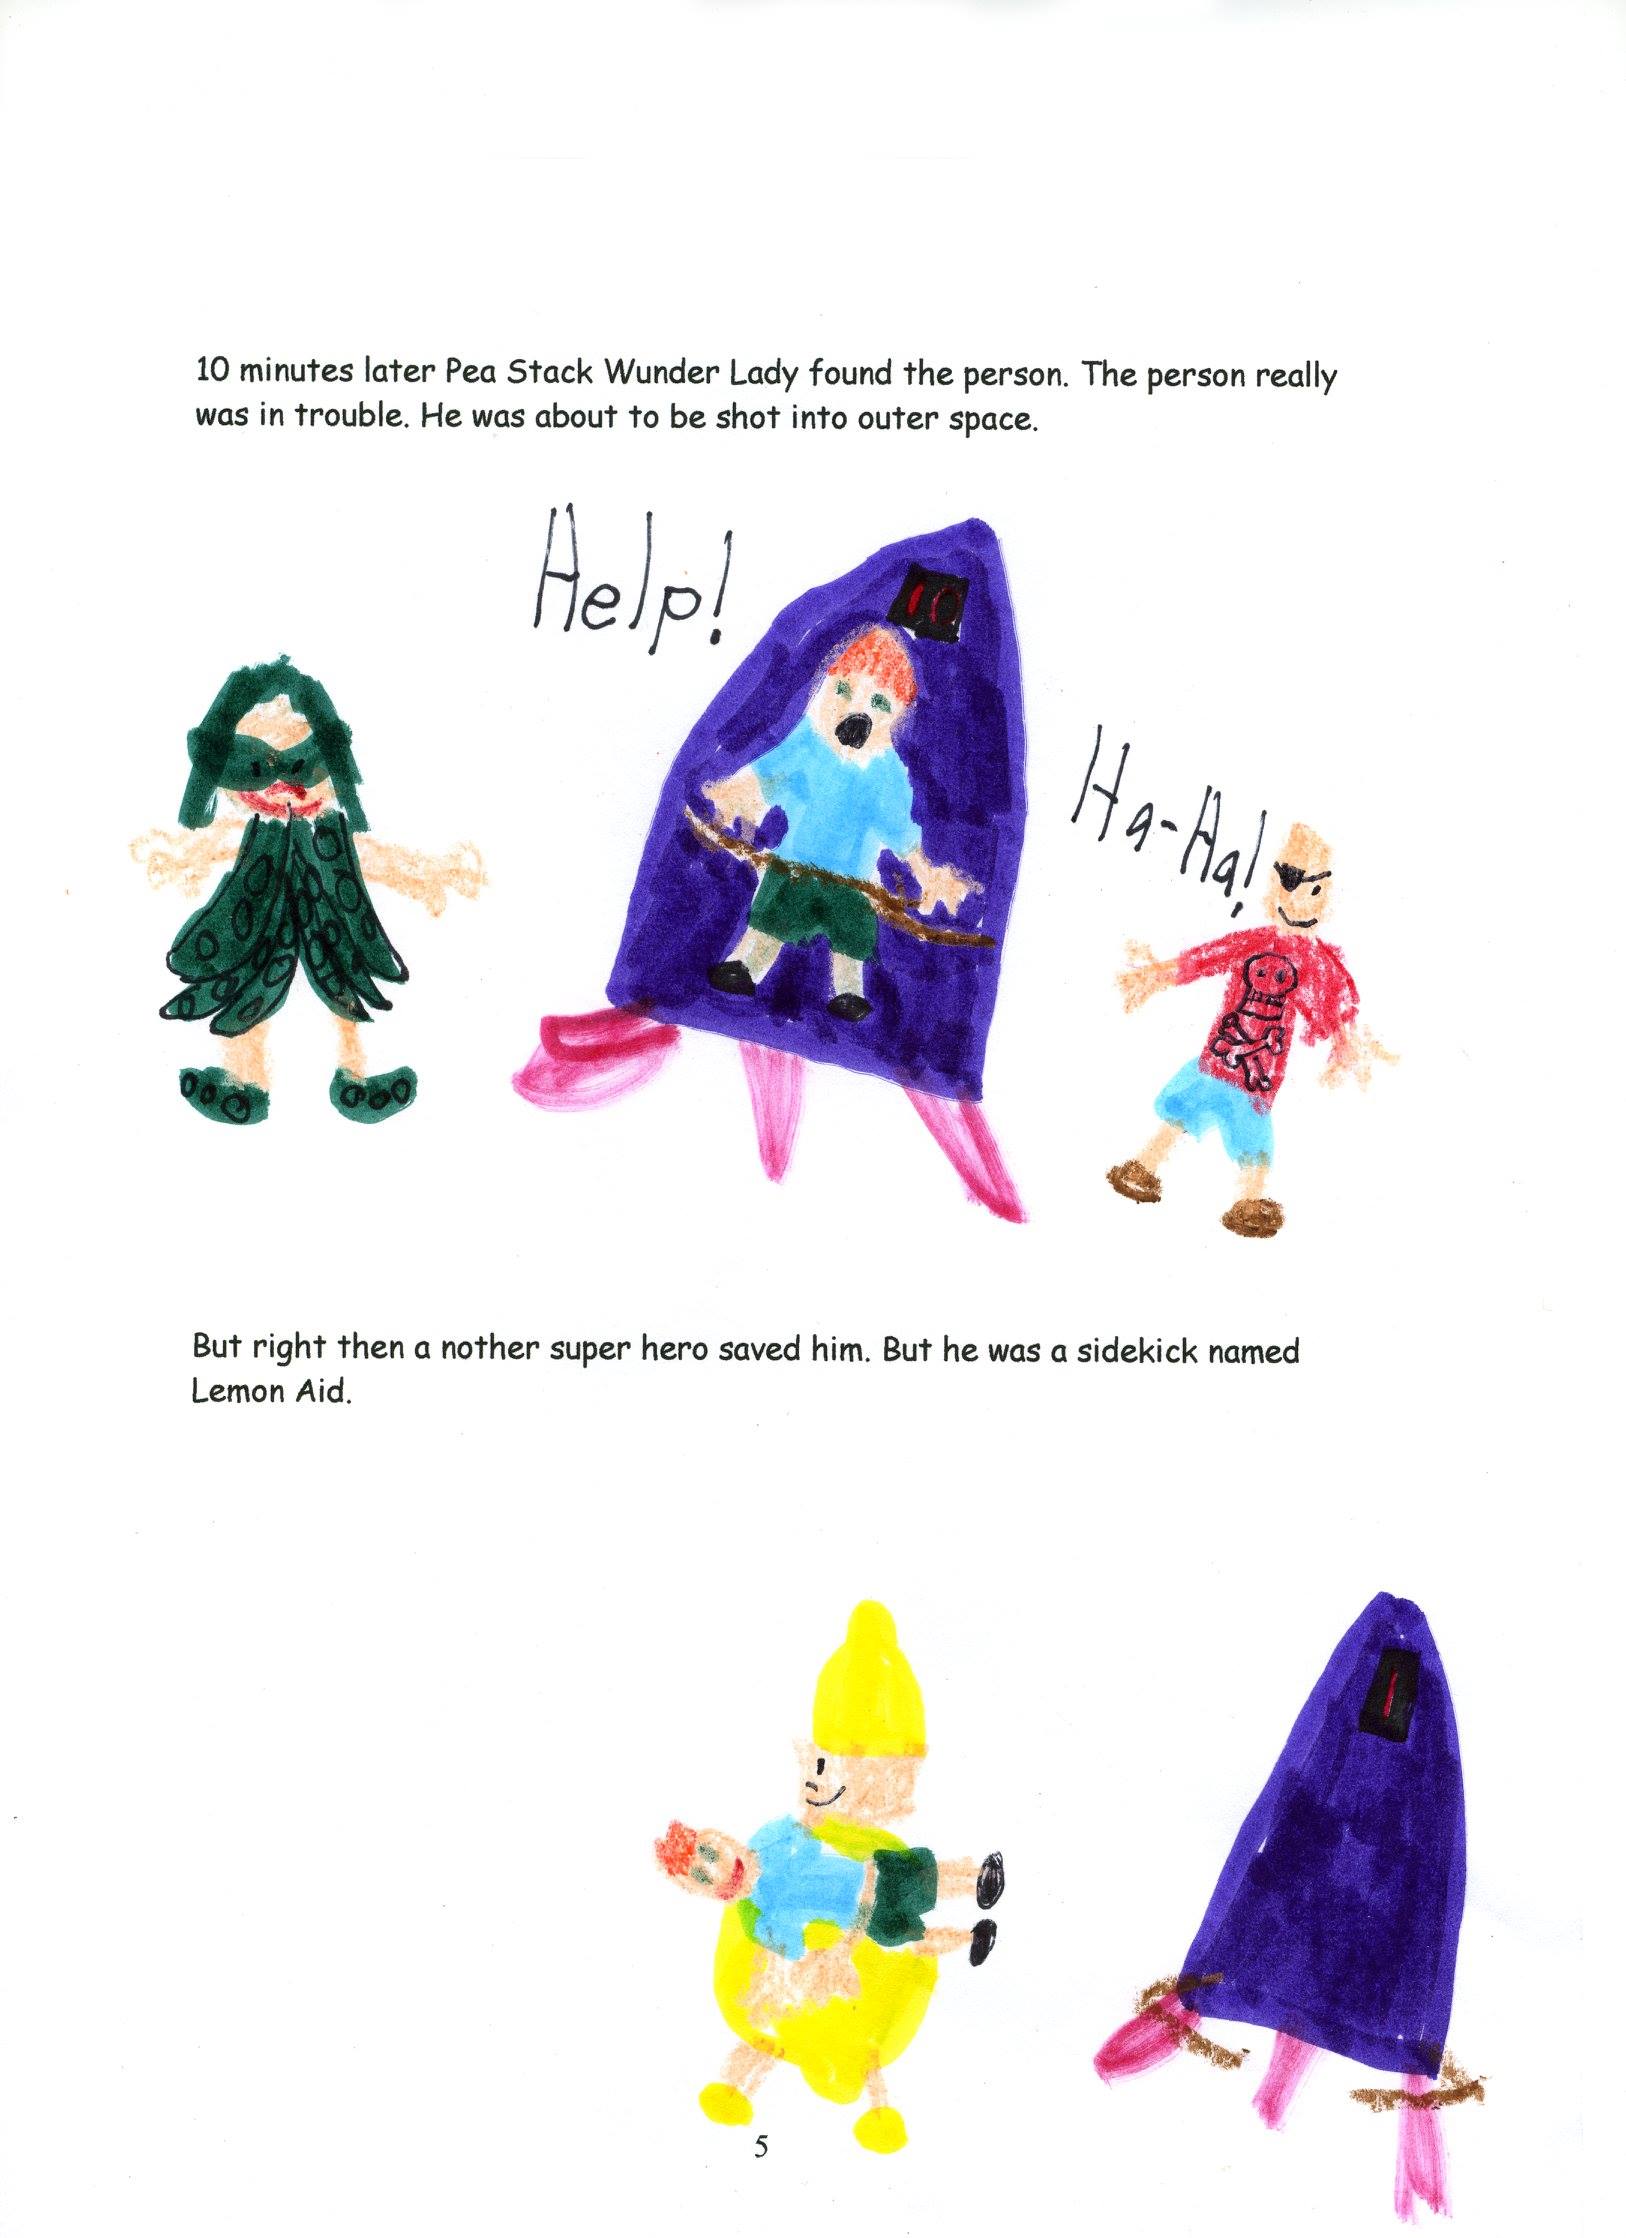 10 minutes later Pea Stack Wunder Lady found the person. The person really
was in trouble. He was about to be shot into outer space.
Help!
10
Ha-Ha!
But right then a nother super hero saved him. But he was a sidekick named
Lemon Aid.
1
5